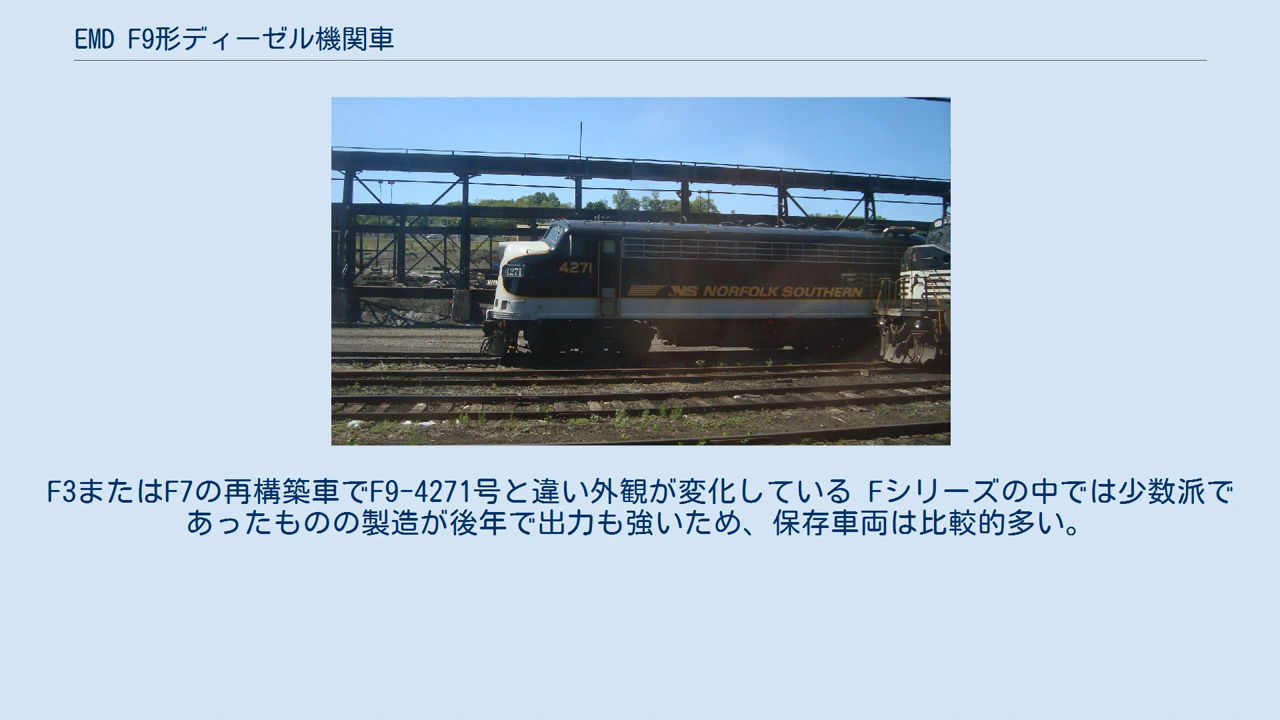 EMD F9形ディーゼル機関車
4271
4271
NS NORFOLK SOUTHERN
F3またはF7の再構築車でF9-4271号と違い外観が変化している Fシリーズの中では少数派で
あったものの製造が後年で出力も強いため、保存車両は比較的多い。